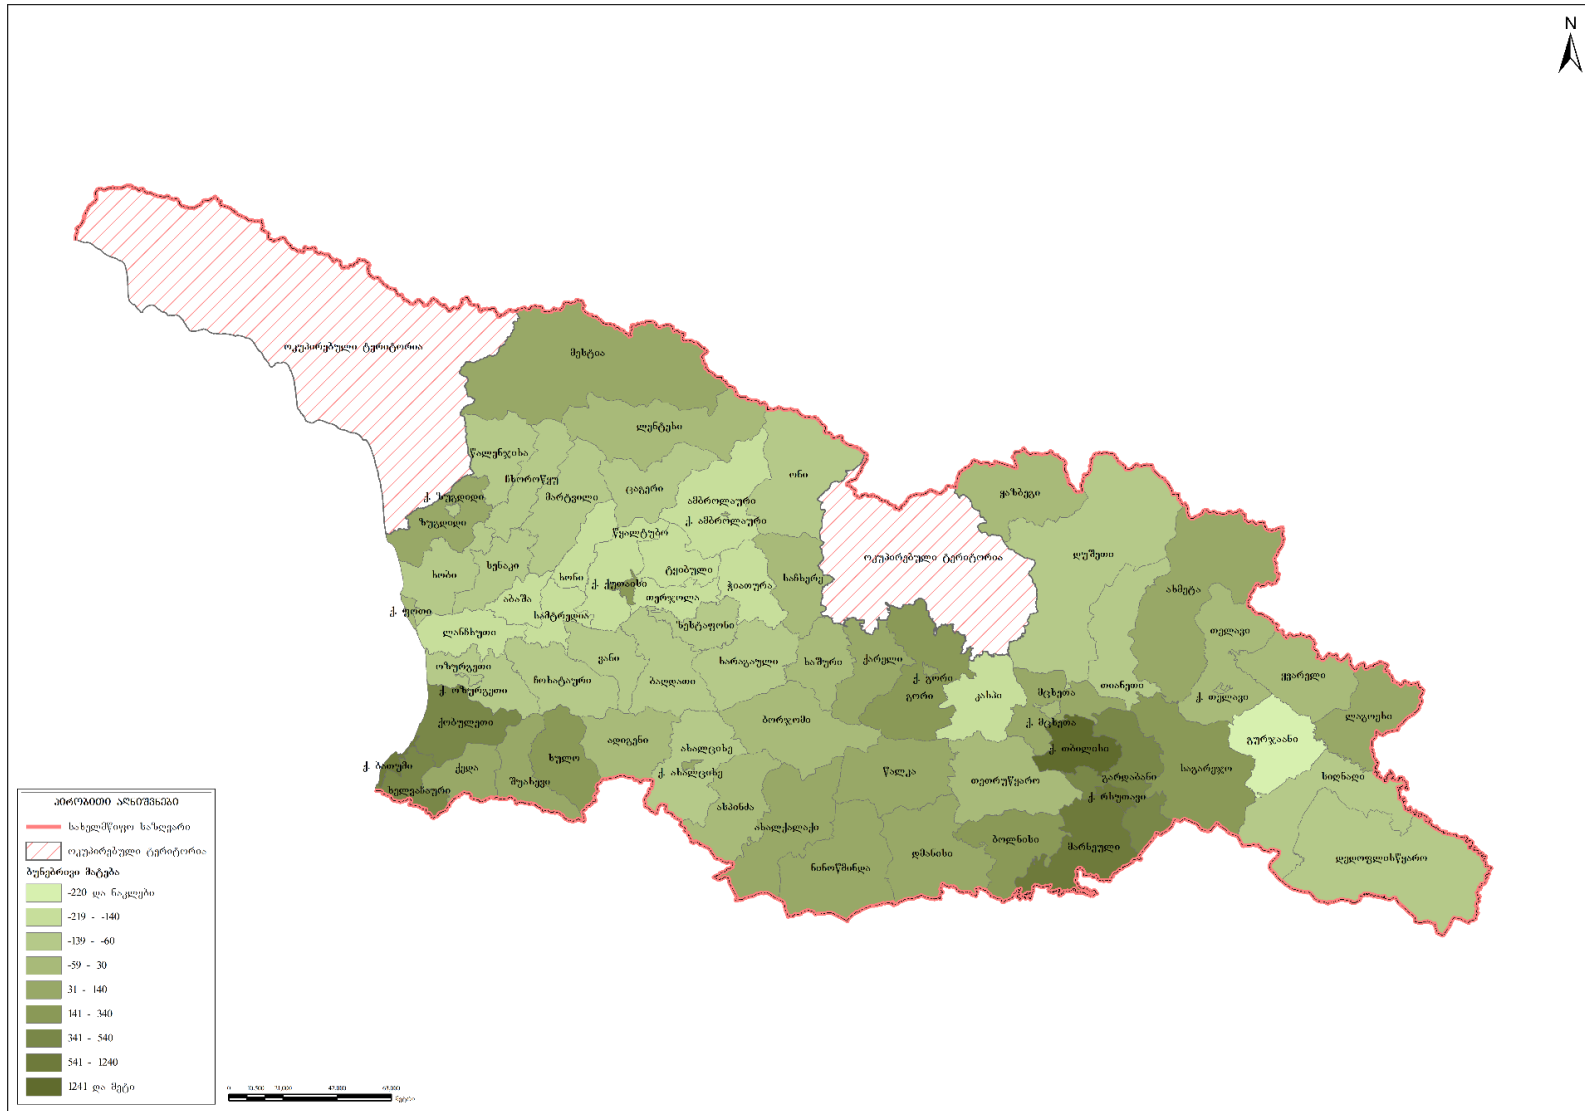 N
ოკუპირებული ტერიტორია
მესტია
ლენტეხი
წალენჯიხა
ჩხოროწყუ
მარტვილი
ცაგერი
ონი
ამბროლაური
ქ. ამბროლაური
ქ. ზუგდიდი
ზუგდიდი
წყალტუბო
ყაზბეგი
დუშეთი
ოკუპირებული ტერიტორია
ხობი
სენაკი
ხონი
ქ. ქუთაისი
ტყიბული
ჭიათურა
საჩხერე
ახმეტა
აბაშა
თერჯოლა
ქ. ფოთი
სამტრედია
ზესტაფონი
თელავი
ლანჩხუთი
ვანი
ხარაგაული
ხაშური
ქარელი
ოზურგეთი
ჩოხატაური
ბაღდათი
ქ. გორი
ყვარელი
ქ. ოზურგეთი
გორი
კასპი
მცხეთა
თიანეთი
ქ. თელავი
ქობულეთი
ბორჯომი
ქ. მცხეთა
ლაგოდეხი
ადიგენი
ახალციხე
ქ. თბილისი
გურჯაანი
ქ. ბათუმი
ქედა
ხულო
ქ. ახალციხე
წალკა
თეთრიწყარო
გარდაბანი
საგარეჯო
სიღნაღი
ხელვაჩაური
შუახევი
ქ. რსუთავი
ასპინძა
ახალქალაქი
ბოლნისი
მარნეული
დმანისი
ნინოწმინდა
დედოფლისწყარო
პირობითი აღნიშვნები
სახელმწიფო საზღვარი
ოკუპირებული ტერიტორია
ბუნებრივი მატება
-220 და ნაკლები
-219 - -140
-139 - -60
-59 - 30
31 - 140
141 - 340
341 - 540
541 - 1240
1241 და მეტი